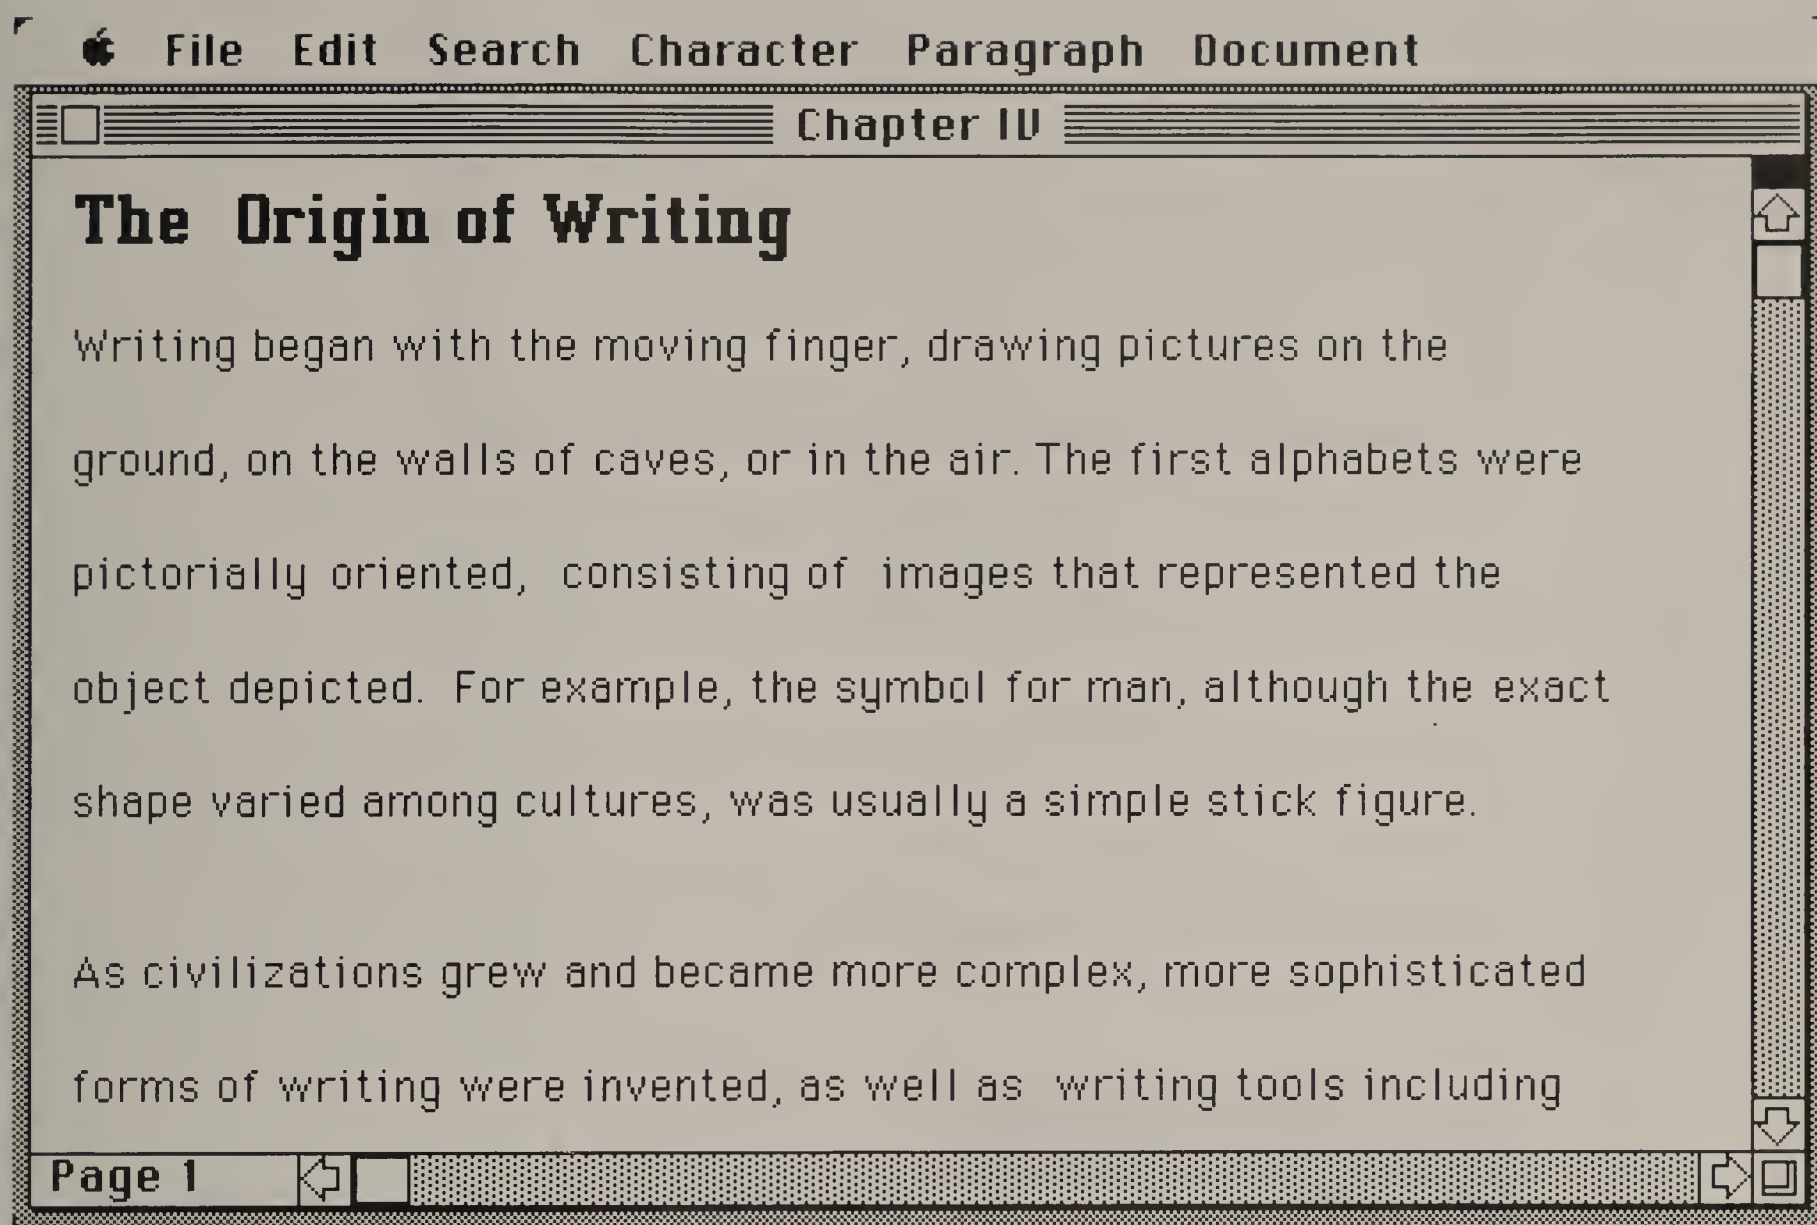 File Edit Search Character Paragraph Document
Chapter IV
The Origin of Writing
Writing began with the moving finger, drawing pictures on the
ground, on the walls of caves, or in the air. The first alphabets were
pictorially oriented, consisting of images that represented the
object depicted. For example, the symbol for man, although the exact
shape varied among cultures, was usually a simple stick figure.
As civilizations grew and became more complex, more sophisticated
forms of writing were invented, as well as writing tools including
Page 1